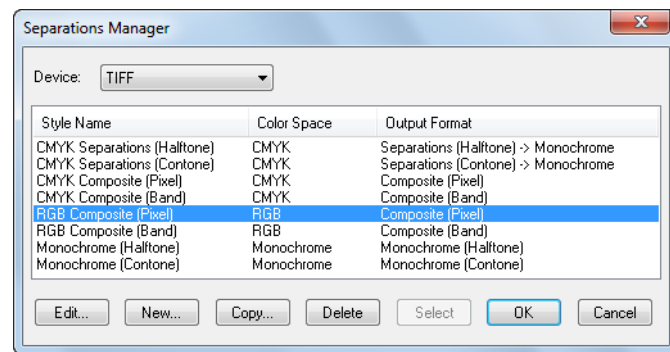 Separations Manager
Device: TIFF
Style Name Color Space Output Format
CMYK Separations (Halftone) CMYK Separations (Halftone) -> Monochrome
CMYK Separations (Contone) CMYK Separations (Contone) -> Monochrome
CMYK Composite (Pixel) CMYK Composite (Pixel)
CMYK Composite (Band) CMYK Composite (Band)
RGB Composite (Pixel) RGB Composite (Pixel)
RGB Composite (Band) RGB Composite (Band)
Monochrome (Halftone) Monochrome Monochrome (Halftone)
Monochrome (Contone) Monochrome Monochrome (Contone)
Edit... New... Copy... Delete Select OK Cancel